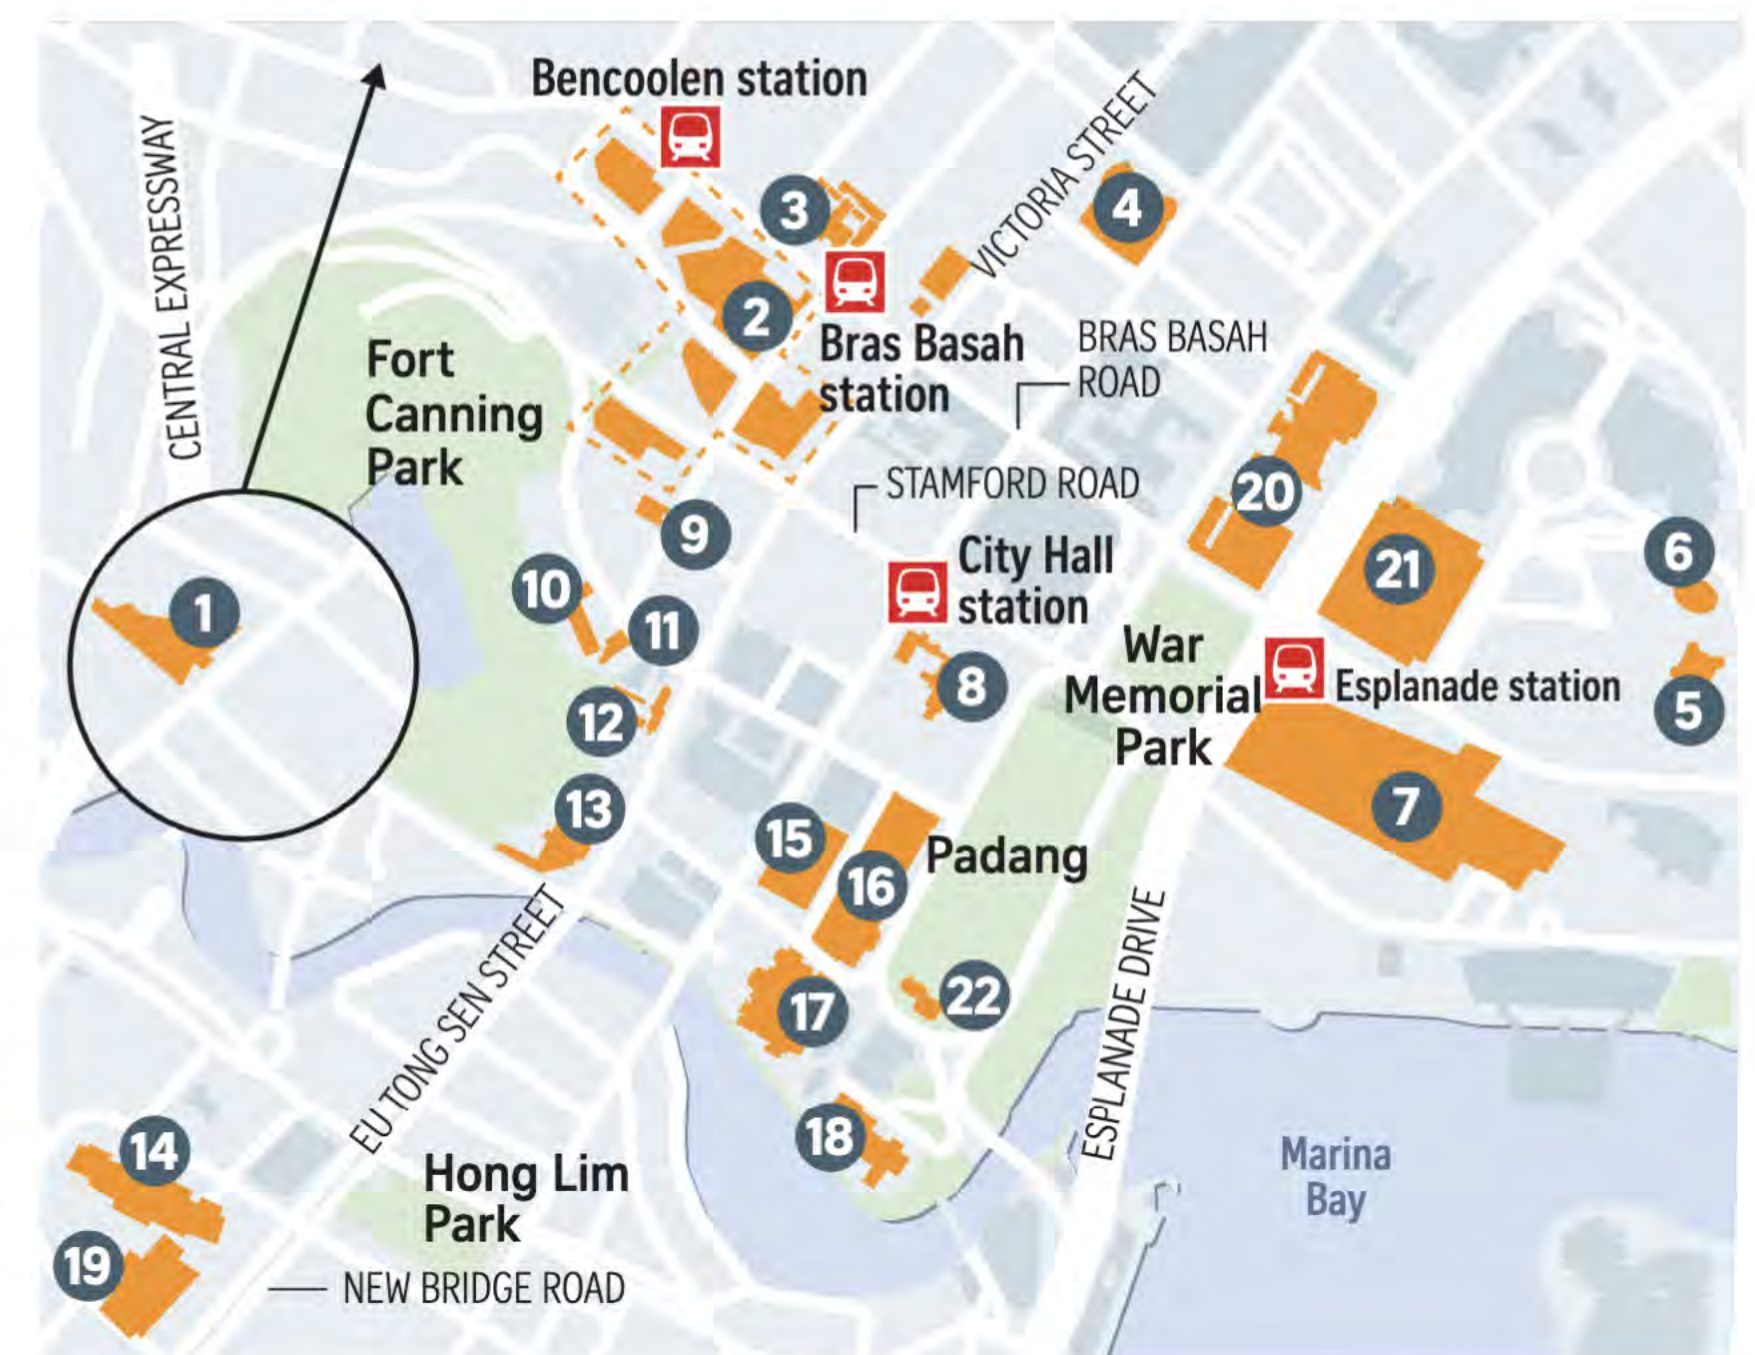 Bencoolen station
VICTORIA STREET
CENTRAL EXPRESSWAY
3
4
2
Bras Basah
station
BRAS BASAH
ROAD
Fort
Canning
Park
STAMFORD ROAD
20
9
City Hall
station
21
6
10
1
11
War
Memorial
Park
8
Esplanade station
5
12
13
7
15
16
Padang
EU TONG SEN STREET
ESPLANADE DRIVE
17
22
18
14
Marina
Bay
Hong Lim
Park
19
NEW BRIDGE ROAD